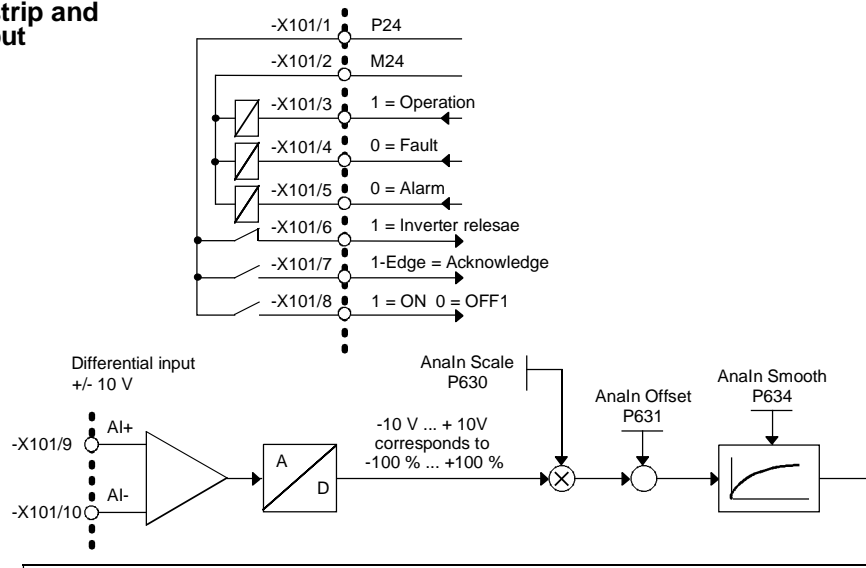 strip and
-X101/1 P24
-X101/2 M24
-X101/3 1 = Operation
-X101/4 0 = Fault
-X101/5 0 = Alarm
-X101/6 1 = Inverter relesae
-X101/7 1-Edge = Acknowledge
-X101/8 1 = ON 0 = OFF1
Differential input
+/- 10 V
AnaIn Scale
P630
AnaIn Offset
P631
AnaIn Smooth
P634
-X101/9 AI+
-X101/10 AI-
A
D
-10 V ... + 10V
corresponds to
-100 % ... +100 %